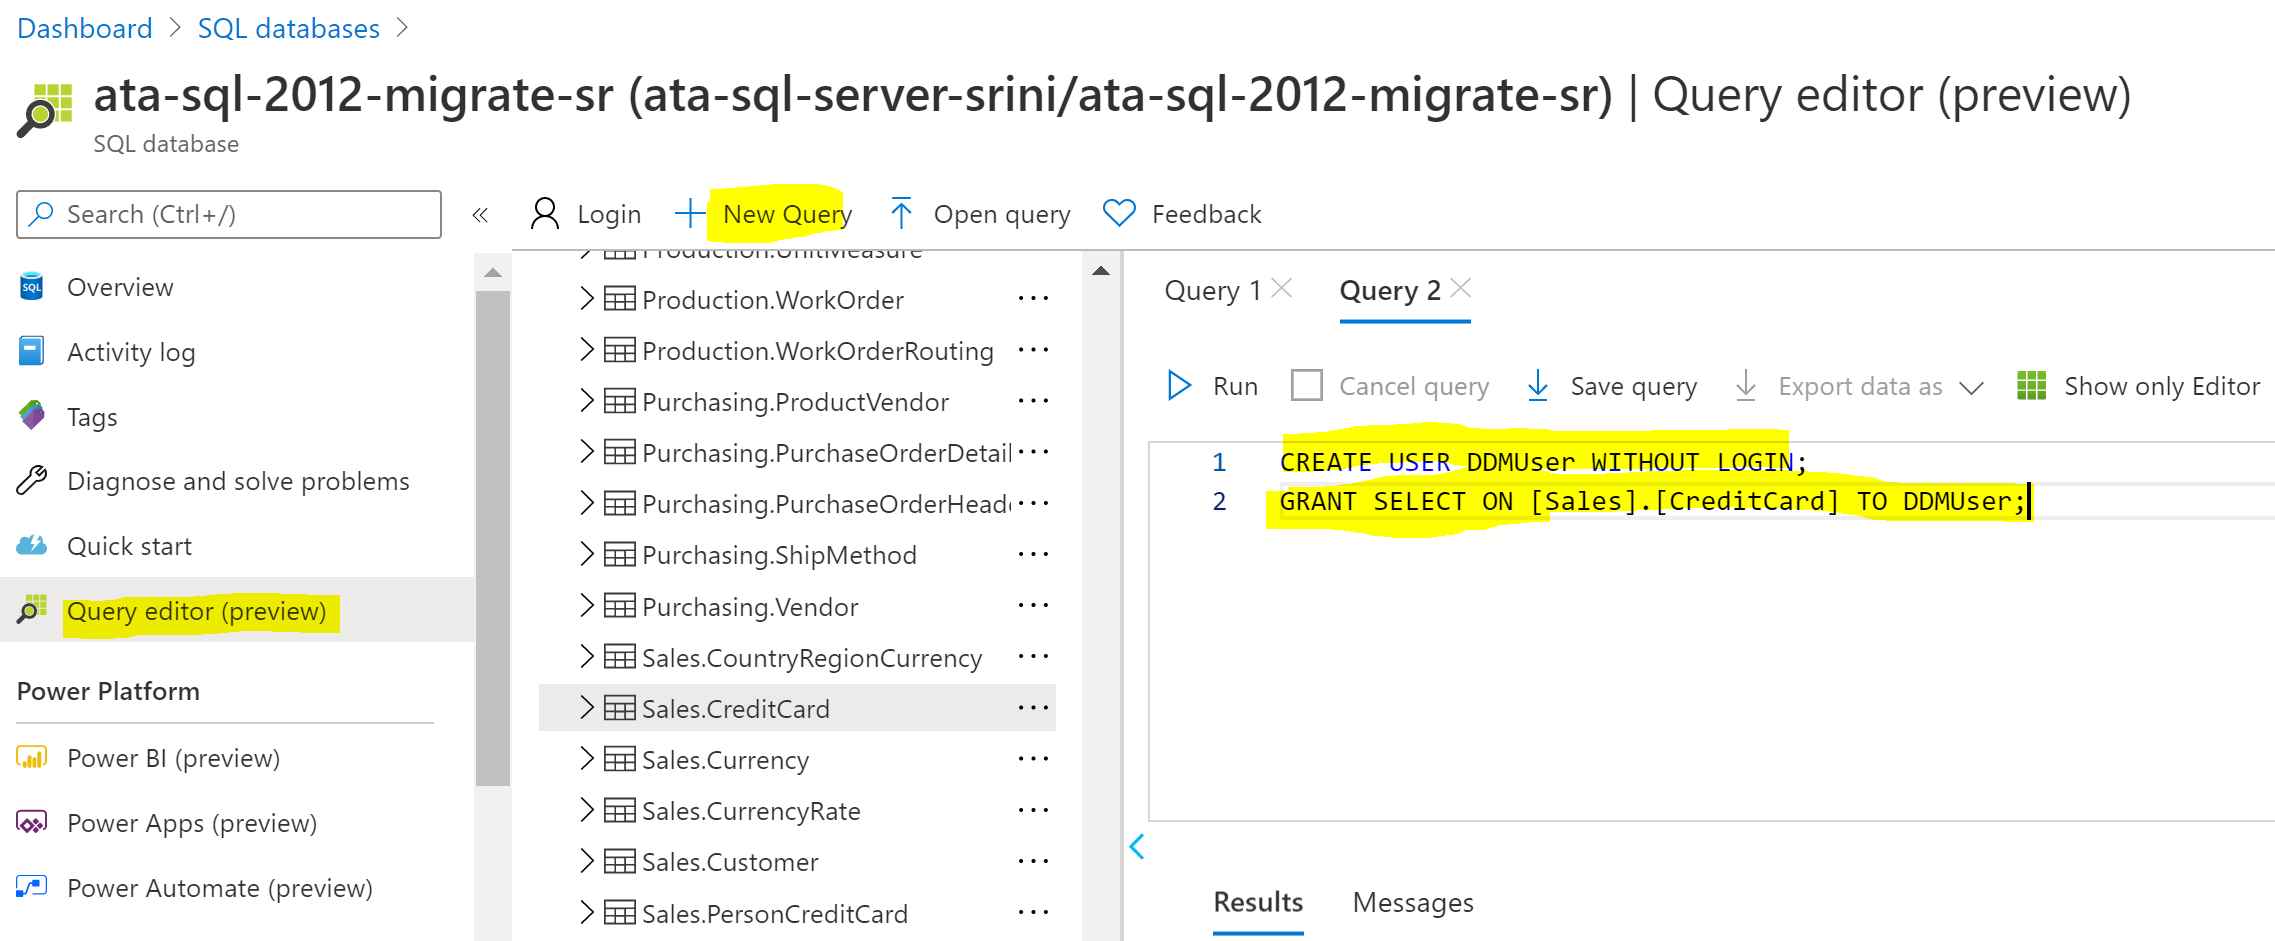 Dashboard > SQL databases >
ata-sql-2012-migrate-sr (ata-sql-server-srini/ata-sql-2012-migrate-sr) | Query editor (preview)
SQL database
Search (Ctrl+/)
«
Overview
Activity log
Tags
Diagnose and solve problems
Quick start
Query editor (preview)
Power Platform
Power BI (preview)
Power Apps (preview)
Power Automate (preview)
Login
New Query
Open query
Feedback
Production.UnitMeasure
Production.WorkOrder ...
Production.WorkOrderRouting ...
Purchasing.ProductVendor ...
Purchasing.PurchaseOrderDetail ...
Purchasing.PurchaseOrderHeade ...
Purchasing.ShipMethod ...
Purchasing.Vendor ...
Sales.CountryRegionCurrency ...
Sales.CreditCard ...
Sales.Currency ...
Sales.CurrencyRate ...
Sales.Customer ...
Sales.PersonCreditCard ...
Query 1
Query 2
Run
Cancel query
Save query
Export data as
Show only Editor
1 CREATE USER DDMUser WITHOUT LOGIN;
2 GRANT SELECT ON [Sales].[CreditCard] TO DDMUser;
Results
Messages
SQL